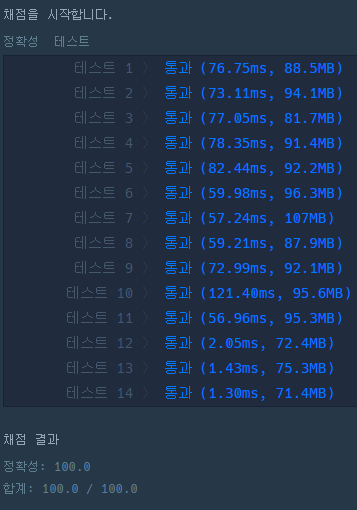 채점을 시작합니다.
정확성 테스트
테스트 1 〉 통과 (76.75ms, 88.5MB)
테스트 2 〉 통과 (73.11ms, 94.1MB)
테스트 3 〉 통과 (77.05ms, 81.7MB)
테스트 4 〉 통과 (78.35ms, 91.4MB)
테스트 5 〉 통과 (82.44ms, 92.2MB)
테스트 6 〉 통과 (59.98ms, 96.3MB)
테스트 7 〉 통과 (57.24ms, 107MB)
테스트 8 〉 통과 (59.21ms, 87.9MB)
테스트 9 〉 통과 (72.99ms, 92.1MB)
테스트 10 〉 통과 (121.40ms, 95.6MB)
테스트 11 〉 통과 (56.96ms, 95.3MB)
테스트 12 〉 통과 (2.05ms, 72.4MB)
테스트 13 〉 통과 (1.43ms, 75.3MB)
테스트 14 〉 통과 (1.30ms, 71.4MB)
채점 결과
정확성: 100.0
합계: 100.0 / 100.0